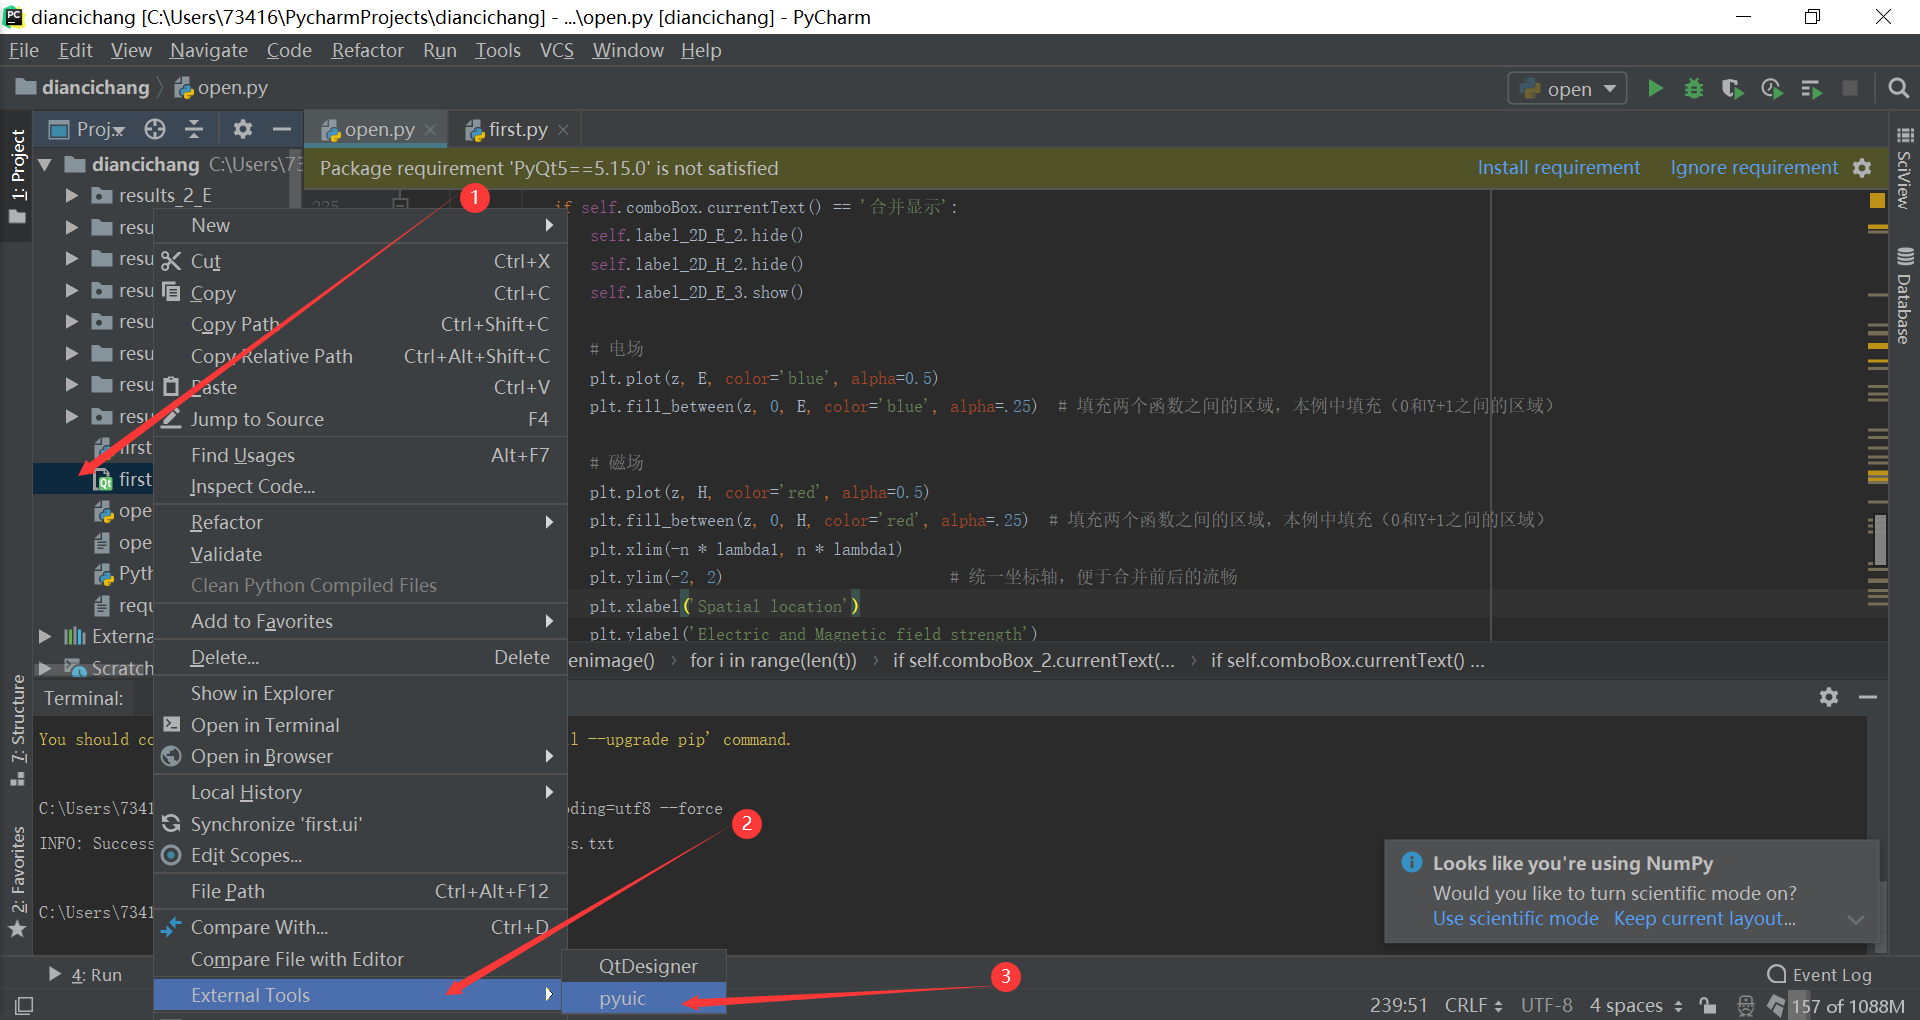 diancichang [C:\Users\73416\PycharmProjects\diancichang] - ...\open.py [diancichang] - PyCharm
File Edit View Navigate Code Refactor Run Tools VCS Window Help
diancichang open.py open
1: Project Proj... open.py first.py
diancichang C:\Users\73
Package requirement 'PyQt5==5.15.0' is not satisfied Install requirement Ignore requirement
results_2_E
resu
resu
resu
resu
resu
resu
resu
first
first
ope
ope
Pyth
requ
Externa
Scratch
1
New
Cut Ctrl+X
Copy Ctrl+C
Copy Path Ctrl+Shift+C
Copy Relative Path Ctrl+Alt+Shift+C
Paste Ctrl+V
Jump to Source F4
Find Usages Alt+F7
Inspect Code...
Refactor
Validate
Clean Python Compiled Files
Add to Favorites
Delete... Delete
Show in Explorer
Open in Terminal
Open in Browser
Local History
Synchronize 'first.ui'
Edit Scopes...
File Path Ctrl+Alt+F12
Compare With... Ctrl+D
Compare File with Editor
External Tools
QtDesigner
pyuic
2
3
if self.comboBox.currentText() == '合并显示':
self.label_2D_E_2.hide()
self.label_2D_H_2.hide()
self.label_2D_E_3.show()
# 电场
plt.plot(z, E, color='blue', alpha=0.5)
plt.fill_between(z, 0, E, color='blue', alpha=.25) # 填充两个函数之间的区域，本例中填充（0和Y+1之间的区域）
# 磁场
plt.plot(z, H, color='red', alpha=0.5)
plt.fill_between(z, 0, H, color='red', alpha=.25) # 填充两个函数之间的区域，本例中填充（0和Y+1之间的区域）
plt.xlim(-n * lambda1, n * lambda1)
plt.ylim(-2, 2) # 统一坐标轴，便于合并前后的流畅
plt.xlabel('Spatial location')
plt.ylabel('Electric and Magnetic field strength')
enimage() for i in range(len(t)) if self.comboBox_2.currentText(... if self.comboBox.currentText() ...
SciView
Database
7: Structure
2: Favorites
Terminal:
You should co l --upgrade pip' command.
C:\Users\7341 ding=utf8 --force
INFO: Success s.txt
C:\Users\7341
Looks like you're using NumPy
Would you like to turn scientific mode on?
Use scientific mode Keep current layout...
4: Run Event Log
239:51 CRLF UTF-8 4 spaces 157 of 1088M